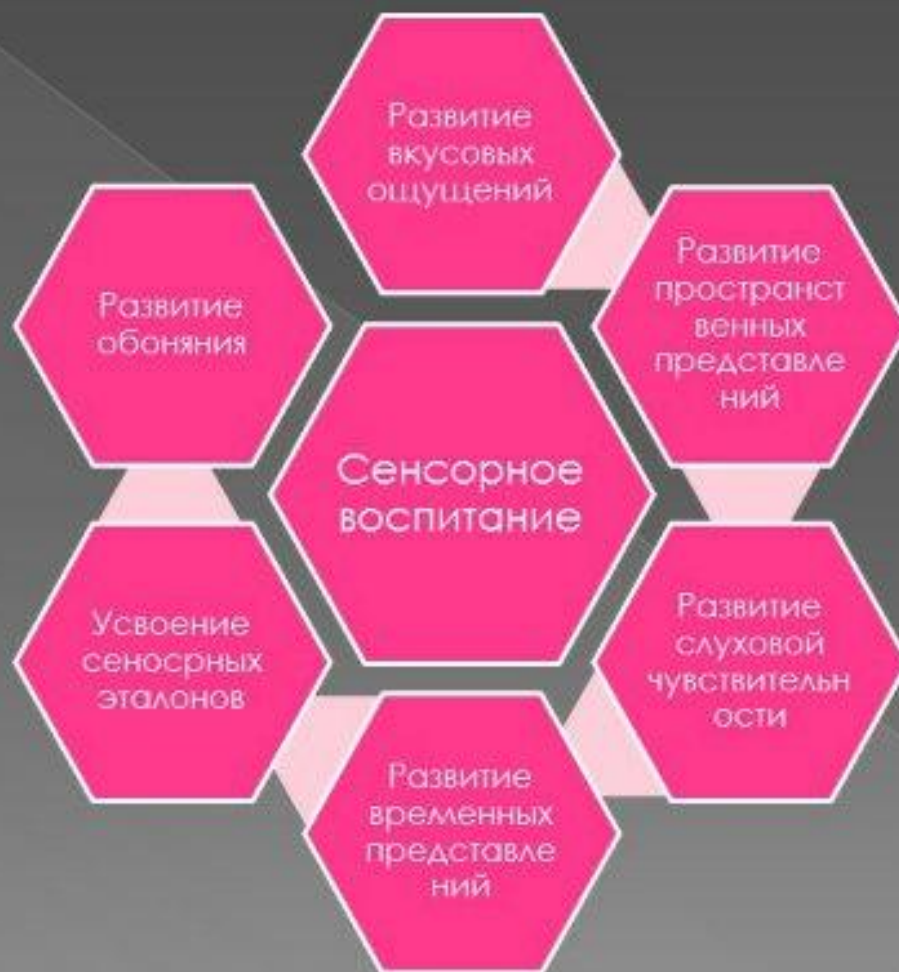 Развитие
вкусовых
ощущений
Развитие
пространст
венных
представле
ний
Развитие
слуховой
чувствительн
ости
Развитие
временных
представле
ний
Усвоение
сеносрных
эталонов
Развитие
обоняния
Сенсорное
воспитание